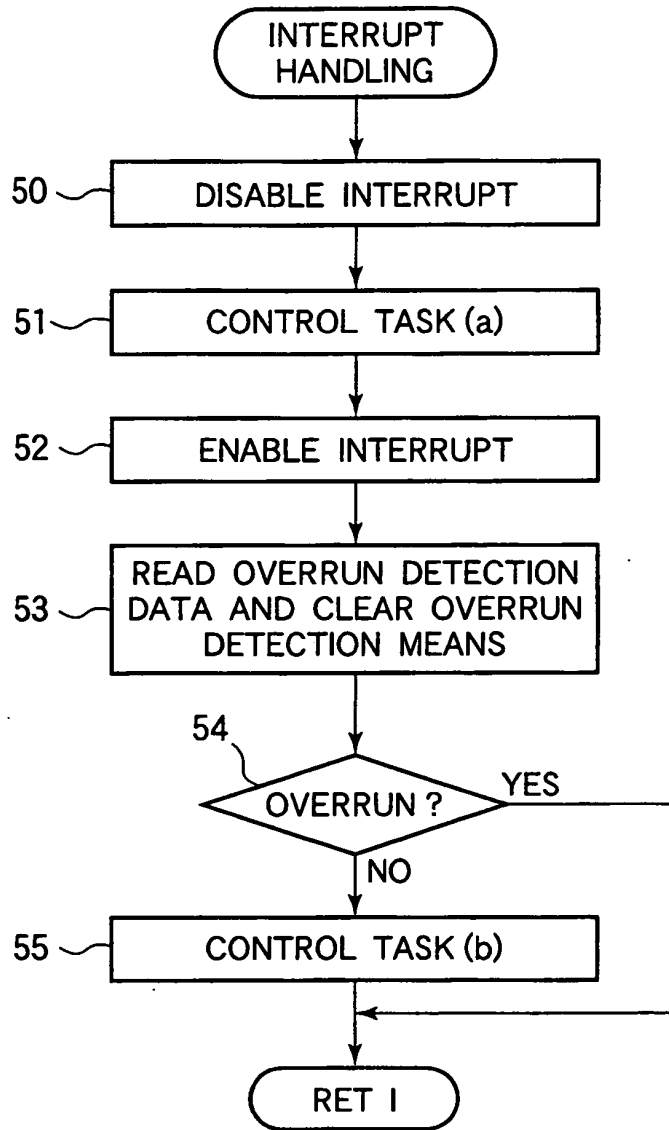 INTERRUPT
HANDLING
50
DISABLE INTERRUPT
51
CONTROL TASK (a)
52
ENABLE INTERRUPT
53
READ OVERRUN DETECTION
DATA AND CLEAR OVERRUN
DETECTION MEANS
54
OVERRUN ?
YES
NO
55
CONTROL TASK (b)
RET I